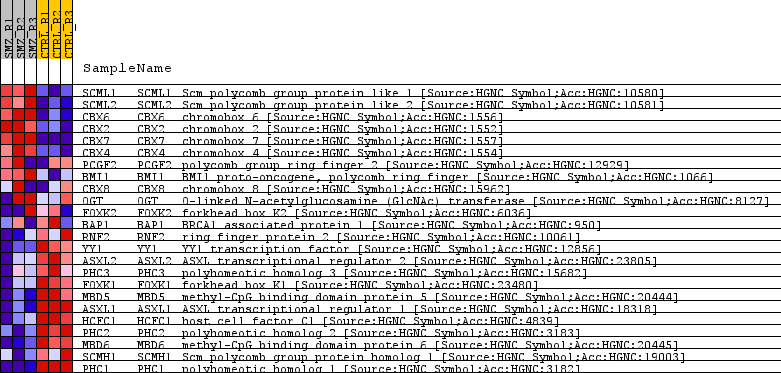 SMZ_R1 SMZ_R2 SMZ_R3 CTRL_R1 CTRL_R2 CTRL_R3
SampleName
SCML1 SCML1 Scm polycomb group protein like 1 [Source:HGNC Symbol;Acc:HGNC:10580]
SCML2 SCML2 Scm polycomb group protein like 2 [Source:HGNC Symbol;Acc:HGNC:10581]
CBX6 CBX6 chromobox 6 [Source:HGNC Symbol;Acc:HGNC:1556]
CBX2 CBX2 chromobox 2 [Source:HGNC Symbol;Acc:HGNC:1552]
CBX7 CBX7 chromobox 7 [Source:HGNC Symbol;Acc:HGNC:1557]
CBX4 CBX4 chromobox 4 [Source:HGNC Symbol;Acc:HGNC:1554]
PCGF2 PCGF2 polycomb group ring finger 2 [Source:HGNC Symbol;Acc:HGNC:12929]
BMI1 BMI1 BMI1 proto-oncogene, polycomb ring finger [Source:HGNC Symbol;Acc:HGNC:1066]
CBX8 CBX8 chromobox 8 [Source:HGNC Symbol;Acc:HGNC:15962]
OGT OGT O-linked N-acetylglucosamine (GlcNAc) transferase [Source:HGNC Symbol;Acc:HGNC:8127]
FOXK2 FOXK2 forkhead box K2 [Source:HGNC Symbol;Acc:HGNC:6036]
BAP1 BAP1 BRCA1 associated protein 1 [Source:HGNC Symbol;Acc:HGNC:950]
RNF2 RNF2 ring finger protein 2 [Source:HGNC Symbol;Acc:HGNC:10061]
YY1 YY1 YY1 transcription factor [Source:HGNC Symbol;Acc:HGNC:12856]
ASXL2 ASXL2 ASXL transcriptional regulator 2 [Source:HGNC Symbol;Acc:HGNC:23805]
PHC3 PHC3 polyhomeotic homolog 3 [Source:HGNC Symbol;Acc:HGNC:15682]
FOXK1 FOXK1 forkhead box K1 [Source:HGNC Symbol;Acc:HGNC:23480]
MBD5 MBD5 methyl-CpG binding domain protein 5 [Source:HGNC Symbol;Acc:HGNC:20444]
ASXL1 ASXL1 ASXL transcriptional regulator 1 [Source:HGNC Symbol;Acc:HGNC:18318]
HCFC1 HCFC1 host cell factor C1 [Source:HGNC Symbol;Acc:HGNC:4839]
PHC2 PHC2 polyhomeotic homolog 2 [Source:HGNC Symbol;Acc:HGNC:3183]
MBD6 MBD6 methyl-CpG binding domain protein 6 [Source:HGNC Symbol;Acc:HGNC:20445]
SCMH1 SCMH1 Scm polycomb group protein homolog 1 [Source:HGNC Symbol;Acc:HGNC:19003]
PHC1 PHC1 polyhomeotic homolog 1 [Source:HGNC Symbol;Acc:HGNC:3182]